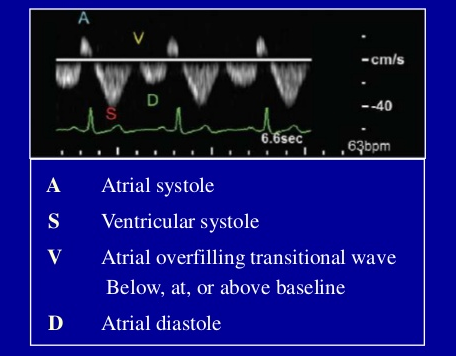 A
V
cm/s
D
-40
S
6.6sec
63bpm
A Atrial systole
S Ventricular systole
V Atrial overfilling transitional wave
Below, at, or above baseline
D Atrial diastole